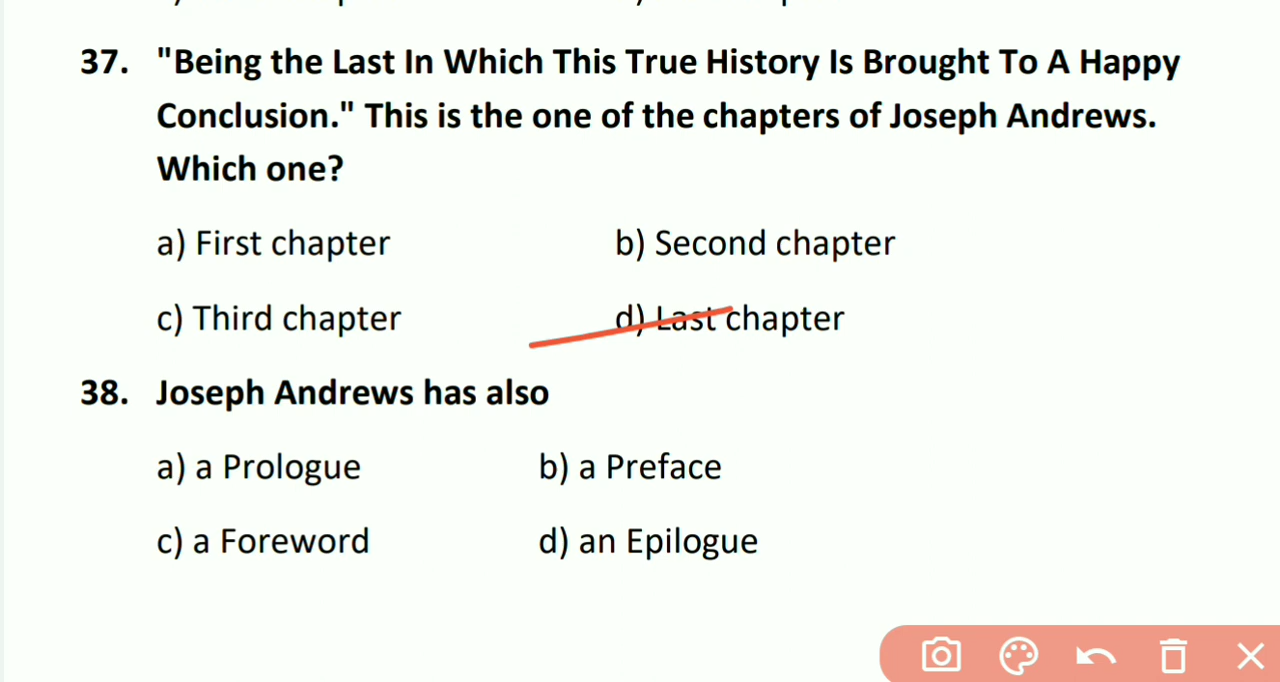 37. "Being the Last In Which This True History Is Brought To A Happy
Conclusion." This is the one of the chapters of Joseph Andrews.
Which one?
a) First chapter b) Second chapter
c) Third chapter d) Last chapter
38. Joseph Andrews has also
a) a Prologue b) a Preface
c) a Foreword d) an Epilogue